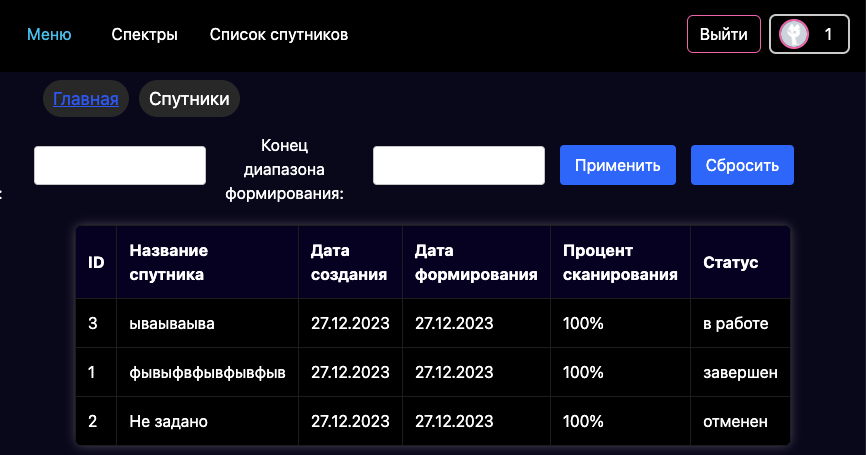 Меню Спектры Список спутников Выйти 1
Главная Спутники
Конец
диапазона
формирования:
:
Применить Сбросить
ID Название спутника Дата создания Дата формирования Процент сканирования Статус
3 ываываыва 27.12.2023 27.12.2023 100% в работе
1 фывыфвфывфывфыв 27.12.2023 27.12.2023 100% завершен
2 Не задано 27.12.2023 27.12.2023 100% отменен